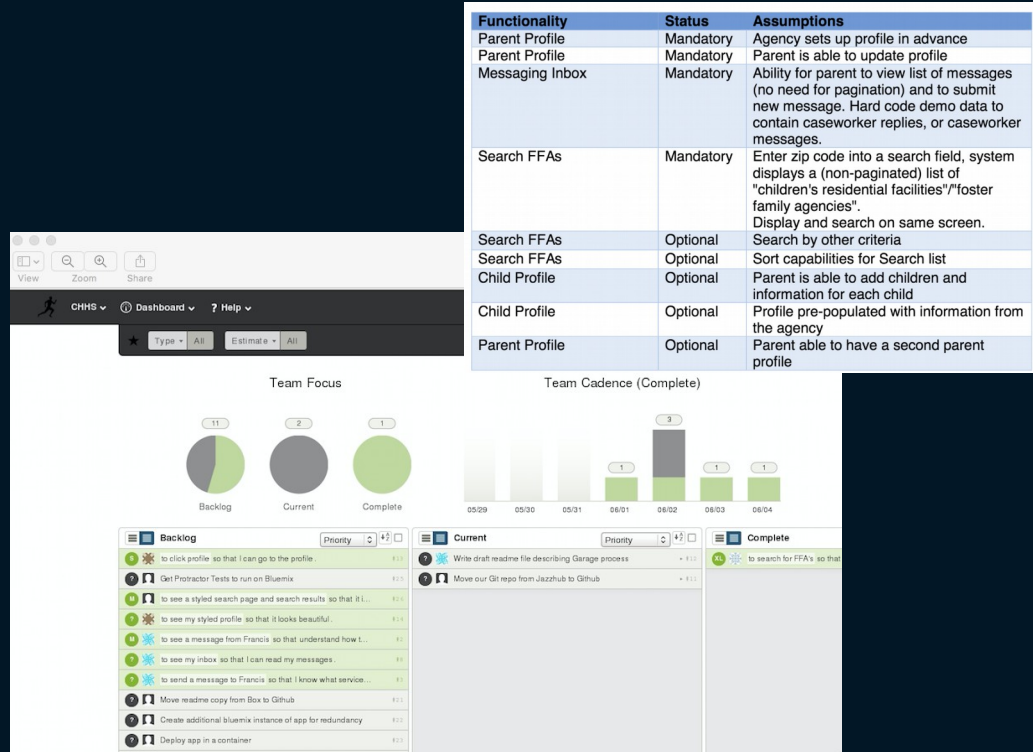 Functionality Status Assumptions
Parent Profile Mandatory Agency sets up profile in advance
Parent Profile Mandatory Parent is able to update profile
Messaging Inbox Mandatory Ability for parent to view list of messages
(no need for pagination) and to submit
new message. Hard code demo data to
contain caseworker replies, or caseworker
messages.
Search FFAs Mandatory Enter zip code into a search field, system
displays a (non-paginated) list of
"children's residential facilities"/"foster
family agencies".
Display and search on same screen.
Search FFAs Optional Search by other criteria
Search FFAs Optional Sort capabilities for Search list
Child Profile Optional Parent is able to add children and
information for each child
Child Profile Optional Profile pre-populated with information from
the agency
Parent Profile Optional Parent able to have a second parent
profile
View Zoom Share
CHHS Dashboard ? Help
Type All Estimate All
Team Focus
11 2 1
Backlog Current Complete
Team Cadence (Complete)
3
1 1 1
05/29 05/30 05/31 06/01 06/02 06/03 06/04
Backlog Priority
S to click profile so that I can go to the profile.
? Get Protractor Tests to run on Bluemix
M to see a styled search page and search results so that it i...
? to see my styled profile so that it looks beautiful.
M to see a message from Francis so that understand how t...
? to see my inbox so that I can read my messages.
? to send a message to Francis so that I know what service...
? Move readme copy from Box to Github
? Create additional bluemix instance of app for redundancy
? Deploy app in a container
Current Priority
? Write draft readme file describing Garage process
? Move our Git repo from Jazzhub to Github
Complete
XL to search for FFA's so that